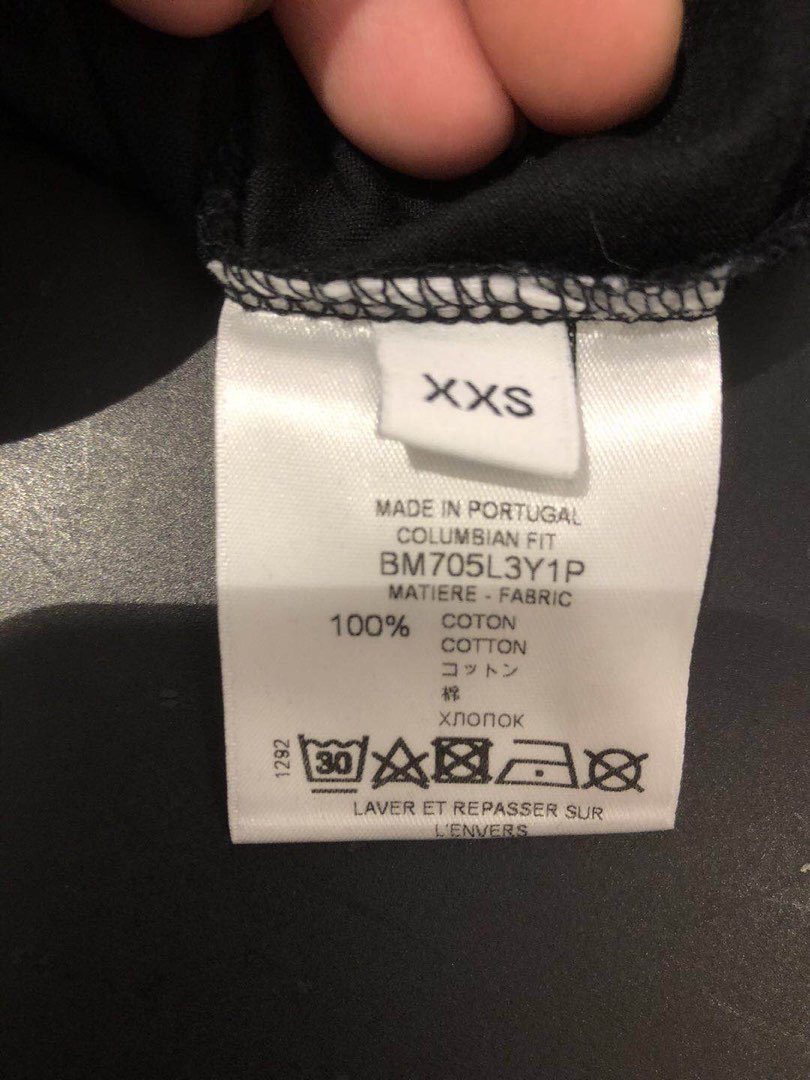 XXS
MADE IN PORTUGAL
COLUMBIAN FIT
BM705L3Y1P
MATIERE - FABRIC
100% COTON
COTTON
コットン
棉
ХЛОПОК
1292
30
LAVER ET REPASSER SUR
L'ENVERS